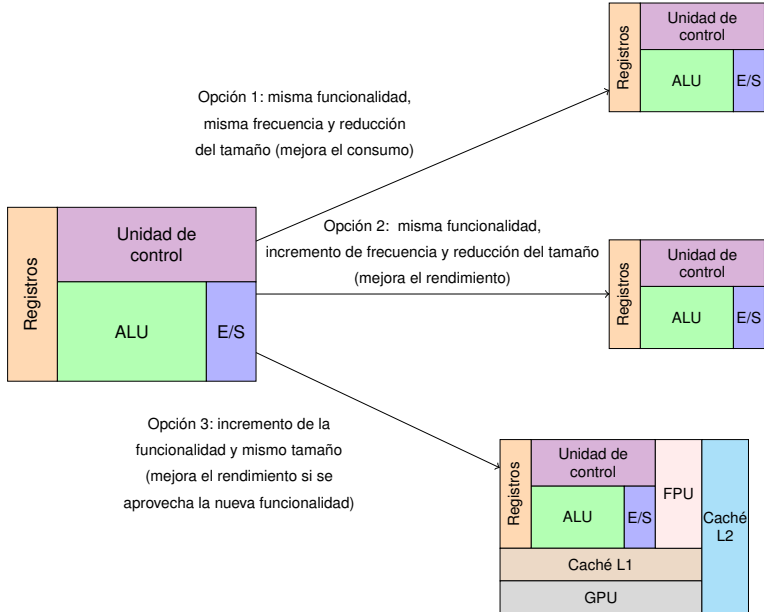 Registros
Unidad de
control
ALU
E/S
Opción 1: misma funcionalidad,
misma frecuencia y reducción
del tamaño (mejora el consumo)
Registros
Unidad de
control
ALU
E/S
Opción 2: misma funcionalidad,
incremento de frecuencia y reducción del tamaño
(mejora el rendimiento)
Registros
Unidad de
control
ALU
E/S
Opción 3: incremento de la
funcionalidad y mismo tamaño
(mejora el rendimiento si se
aprovecha la nueva funcionalidad)
Registros
Unidad de
control
ALU
E/S
FPU
Caché
L2
Caché L1
GPU